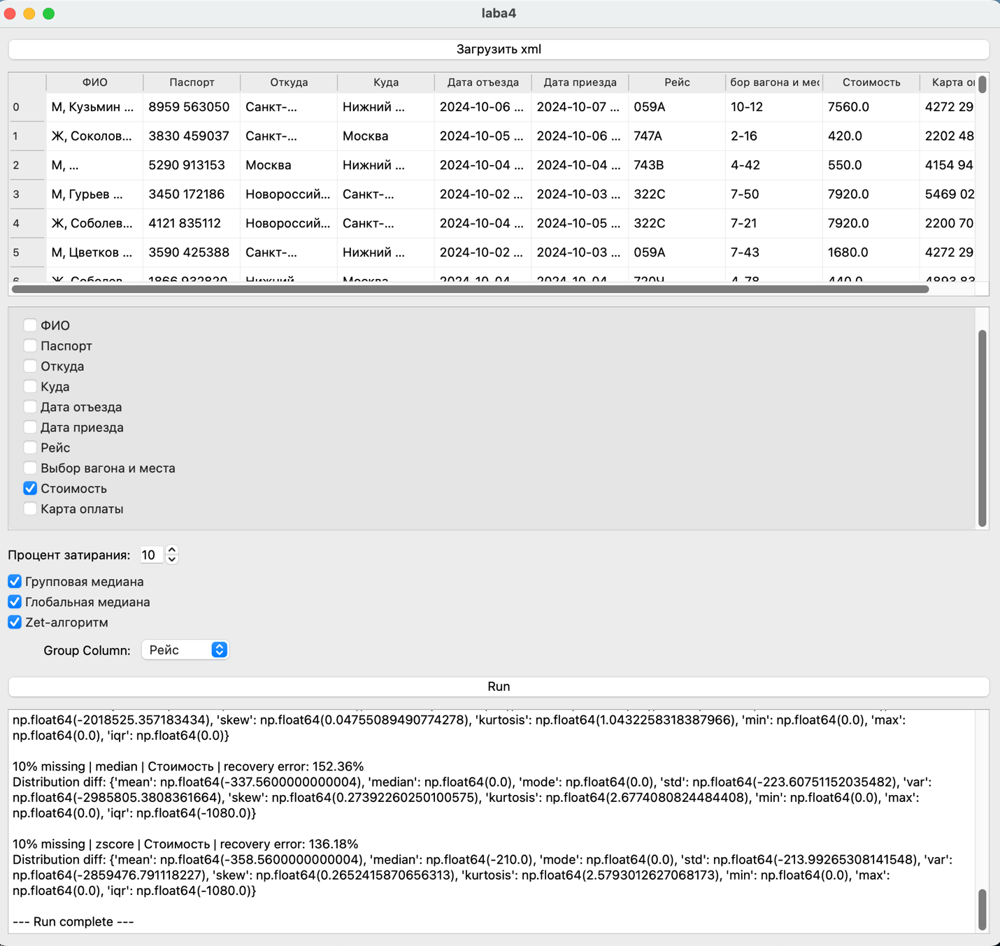 laba4
Загрузить xml
ФИО Паспорт Откуда Куда Дата отъезда Дата приезда Рейс бор вагона и мес Стоимость Карта о
0 М, Кузьмин ... 8959 563050 Санкт-... Нижний ... 2024-10-06 ... 2024-10-07 ... 059А 10-12 7560.0 4272 29
1 Ж, Соколов... 3830 459037 Санкт-... Москва 2024-10-05 ... 2024-10-06 ... 747А 2-16 420.0 2202 48
2 М, ... 5290 913153 Москва Нижний ... 2024-10-04 ... 2024-10-04 ... 743В 4-42 550.0 4154 94
3 М, Гурьев ... 3450 172186 Новороссий... Санкт-... 2024-10-02 ... 2024-10-03 ... 322С 7-50 7920.0 5469 02
4 Ж, Соболев... 4121 835112 Новороссий... Санкт-... 2024-10-04 ... 2024-10-05 ... 322С 7-21 7920.0 2200 70
5 М, Цветков ... 3590 425388 Санкт-... Нижний ... 2024-10-02 ... 2024-10-03 ... 059А 7-43 1680.0 4272 29
6 Ж, Соболев... 1866 932820 Нижний Москва 2024-10-04 2024-10-04 720Ч 4-78 440.0 4893 83
ФИО
Паспорт
Откуда
Куда
Дата отъезда
Дата приезда
Рейс
Выбор вагона и места
Стоимость
Карта оплаты
Процент затирания: 10
Групповая медиана
Глобальная медиана
Zet-алгоритм
Group Column: Рейс
Run
np.float64(-2018525.357183434), 'skew': np.float64(0.04755089490774278), 'kurtosis': np.float64(1.0432258318387966), 'min': np.float64(0.0), 'max':
np.float64(0.0), 'iqr': np.float64(0.0)}
10% missing | median | Стоимость | recovery error: 152.36%
Distribution diff: {'mean': np.float64(-337.5600000000004), 'median': np.float64(0.0), 'mode': np.float64(0.0), 'std': np.float64(-223.60751152035482), 'var':
np.float64(-2985805.3808361664), 'skew': np.float64(0.27392260250100575), 'kurtosis': np.float64(2.6774080824484408), 'min': np.float64(0.0), 'max':
np.float64(0.0), 'iqr': np.float64(-1080.0)}
10% missing | zscore | Стоимость | recovery error: 136.18%
Distribution diff: {'mean': np.float64(-358.5600000000004), 'median': np.float64(-210.0), 'mode': np.float64(0.0), 'std': np.float64(-213.99265308141548), 'var':
np.float64(-2859476.791118227), 'skew': np.float64(0.2652415870656313), 'kurtosis': np.float64(2.5793012627068173), 'min': np.float64(0.0), 'max':
np.float64(0.0), 'iqr': np.float64(-1080.0)}
--- Run complete ---